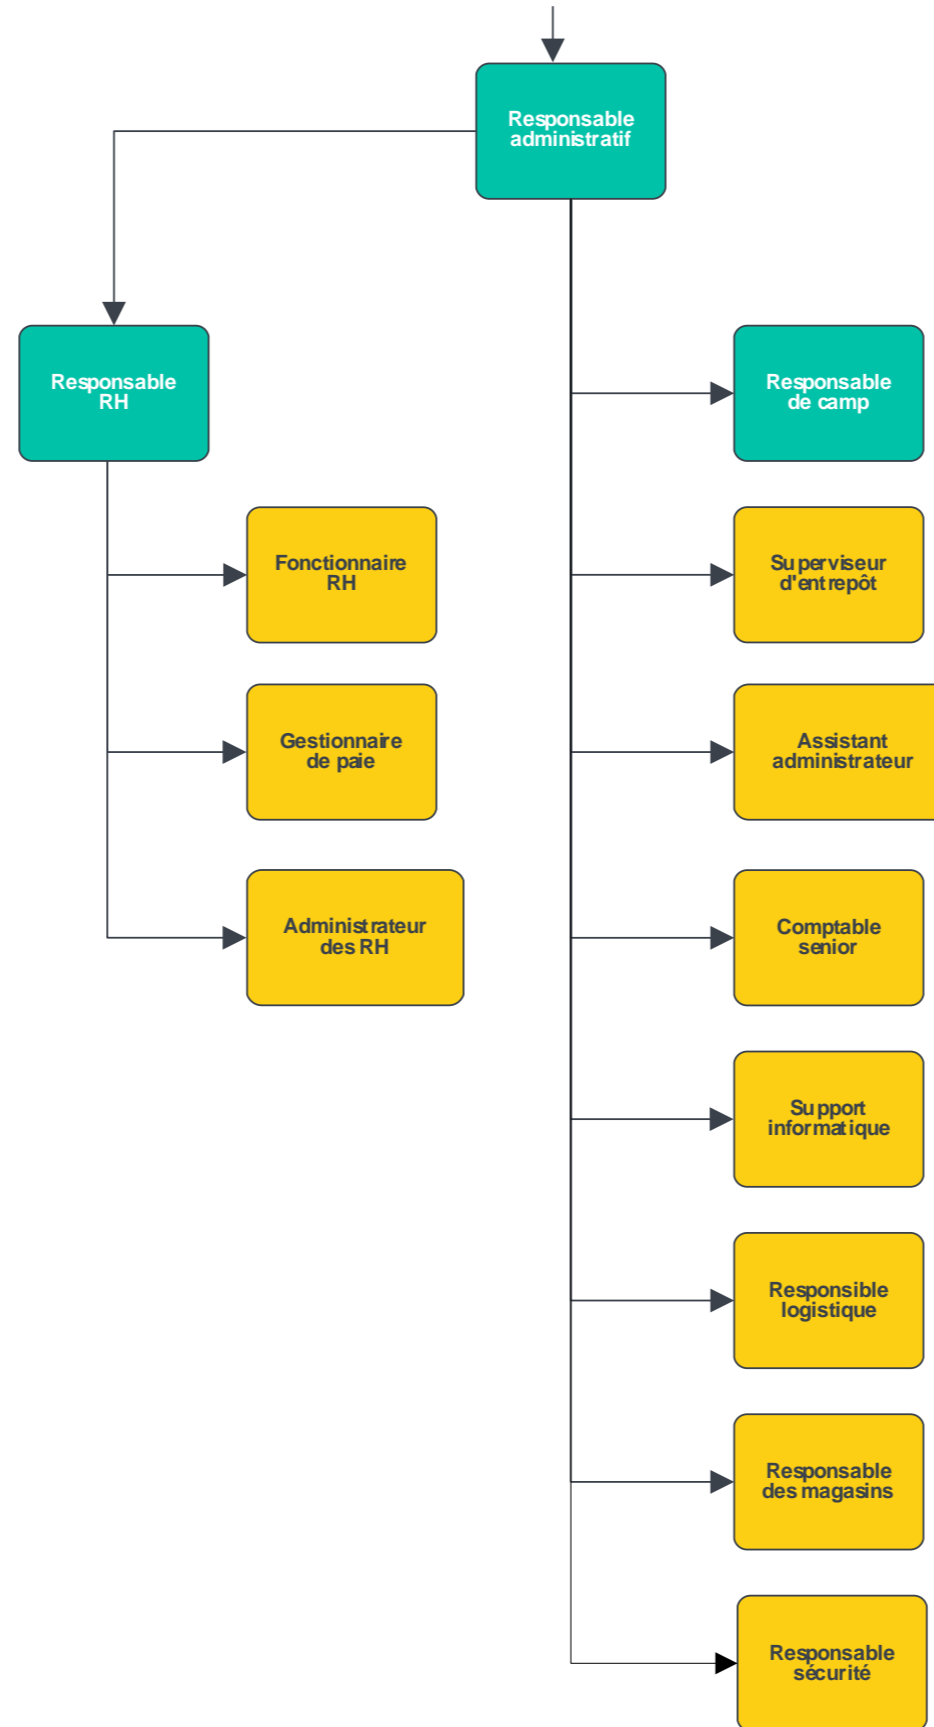 Responsable
administratif
Responsable
RH
Responsable
de camp
Fonctionnaire
RH
Superviseur
d'entrepôt
Gestionnaire
de paie
Assistant
administrateur
Administrateur
des RH
Comptable
senior
Support
informatique
Responsible
logistique
Responsable
des magasins
Responsable
sécurité